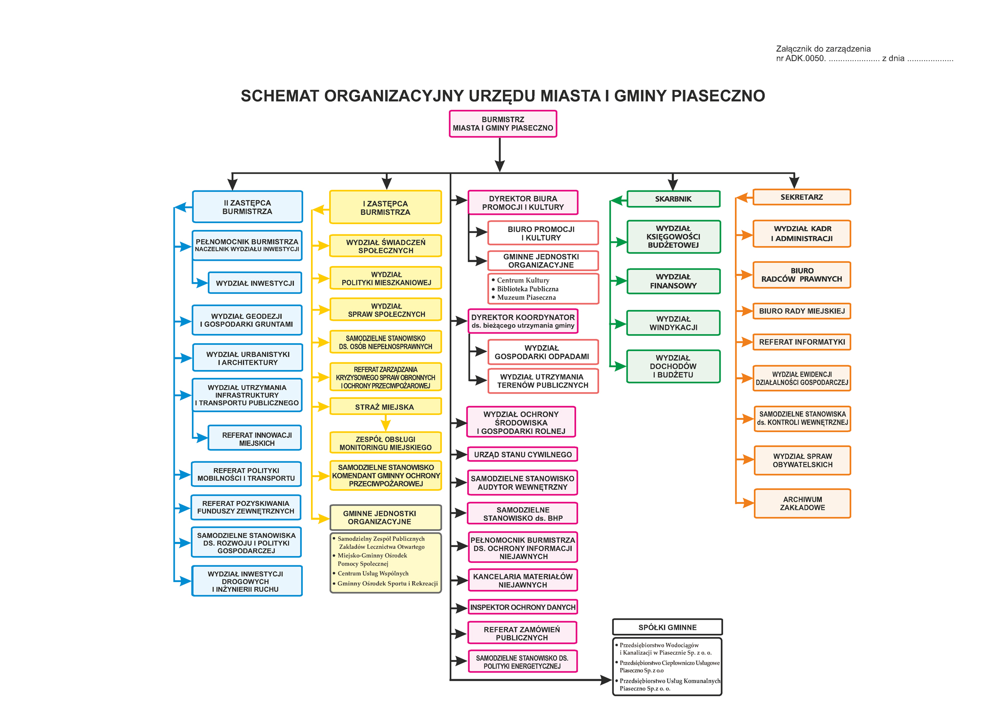 Załącznik do zarządzenia
nr ADK.0050. ...................... z dnia ....................
SCHEMAT ORGANIZACYJNY URZĘDU MIASTA I GMINY PIASECZNO
BURMISTRZ
MIASTA I GMINY PIASECZNO
II ZASTĘPCA
BURMISTRZA
PEŁNOMOCNIK BURMISTRZA
NACZELNIK WYDZIAŁU INWESTYCJI
WYDZIAŁ INWESTYCJI
WYDZIAŁ GEODEZJI
I GOSPODARKI GRUNTAMI
WYDZIAŁ URBANISTYKI
I ARCHITEKTURY
WYDZIAŁ UTRZYMANIA
INFRASTRUKTURY
I TRANSPORTU PUBLICZNEGO
REFERAT INNOWACJI
MIEJSKICH
REFERAT POLITYKI
MOBILNOŚCI I TRANSPORTU
REFERAT POZYSKIWANIA
FUNDUSZY ZEWNĘTRZNYCH
SAMODZIELNE STANOWISKA
DS. ROZWOJU I POLITYKI
GOSPODARCZEJ
WYDZIAŁ INWESTYCJI
DROGOWYCH
I INŻYNIERII RUCHU
I ZASTĘPCA
BURMISTRZA
WYDZIAŁ ŚWIADCZEŃ
SPOŁECZNYCH
WYDZIAŁ
POLITYKI MIESZKANIOWEJ
WYDZIAŁ
SPRAW SPOŁECZNYCH
SAMODZIELNE STANOWISKO
DS. OSÓB NIEPEŁNOSPRAWNYCH
REFERAT ZARZĄDZANIA
KRYZYSOWEGO SPRAW OBRONNYCH
I OCHRONY PRZECIWPOŻAROWEJ
STRAŻ MIEJSKA
ZESPÓŁ OBSŁUGI
MONITORINGU MIEJSKIEGO
SAMODZIELNE STANOWISKO
KOMENDANT GMINNY OCHRONY
PRZECIWPOŻAROWEJ
GMINNE JEDNOSTKI
ORGANIZACYJNE
• Samodzielny Zespół Publicznych
Zakładów Lecznictwa Otwartego
• Miejsko-Gminny Ośrodek
Pomocy Społecznej
• Centrum Usług Wspólnych
• Gminny Ośrodek Sportu i Rekreacji
DYREKTOR BIURA
PROMOCJI I KULTURY
BIURO PROMOCJI
I KULTURY
GMINNE JEDNOSTKI
ORGANIZACYJNE
• Centrum Kultury
• Biblioteka Publiczna
• Muzeum Piaseczna
DYREKTOR KOORDYNATOR
ds. bieżącego utrzymania gminy
WYDZIAŁ
GOSPODARKI ODPADAMI
WYDZIAŁ UTRZYMANIA
TERENÓW PUBLICZNYCH
WYDZIAŁ OCHRONY
ŚRODOWISKA
I GOSPODARKI ROLNEJ
URZĄD STANU CYWILNEGO
SAMODZIELNE STANOWISKO
AUDYTOR WEWNĘTRZNY
SAMODZIELNE
STANOWISKO ds. BHP
PEŁNOMOCNIK BURMISTRZA
DS. OCHRONY INFORMACJI
NIEJAWNYCH
KANCELARIA MATERIAŁÓW
NIEJAWNYCH
INSPEKTOR OCHRONY DANYCH
REFERAT ZAMÓWIEŃ
PUBLICZNYCH
SAMODZIELNE STANOWISKO DS.
POLITYKI ENERGETYCZNEJ
SKARBNIK
WYDZIAŁ
KSIĘGOWOŚCI
BUDŻETOWEJ
WYDZIAŁ
FINANSOWY
WYDZIAŁ
WINDYKACJI
WYDZIAŁ
DOCHODÓW
I BUDŻETU
SEKRETARZ
WYDZIAŁ KADR
I ADMINISTRACJI
BIURO
RADCÓW PRAWNYCH
BIURO RADY MIEJSKIEJ
REFERAT INFORMATYKI
WYDZIAŁ EWIDENCJI
DZIAŁALNOŚCI GOSPODARCZEJ
SAMODZIELNE STANOWISKA
ds. KONTROLI WEWNĘTRZNEJ
WYDZIAŁ SPRAW
OBYWATELSKICH
ARCHIWUM
ZAKŁADOWE
SPÓŁKI GMINNE
• Przedsiębiorstwo Wodociągów
i Kanalizacji w Piasecznie Sp. z o. o.
• Przedsiębiorstwo Ciepłowniczo Usługowe
Piaseczno Sp. z o.o
• Przedsiębiorstwo Usług Komunalnych
Piaseczno Sp.z o. o.